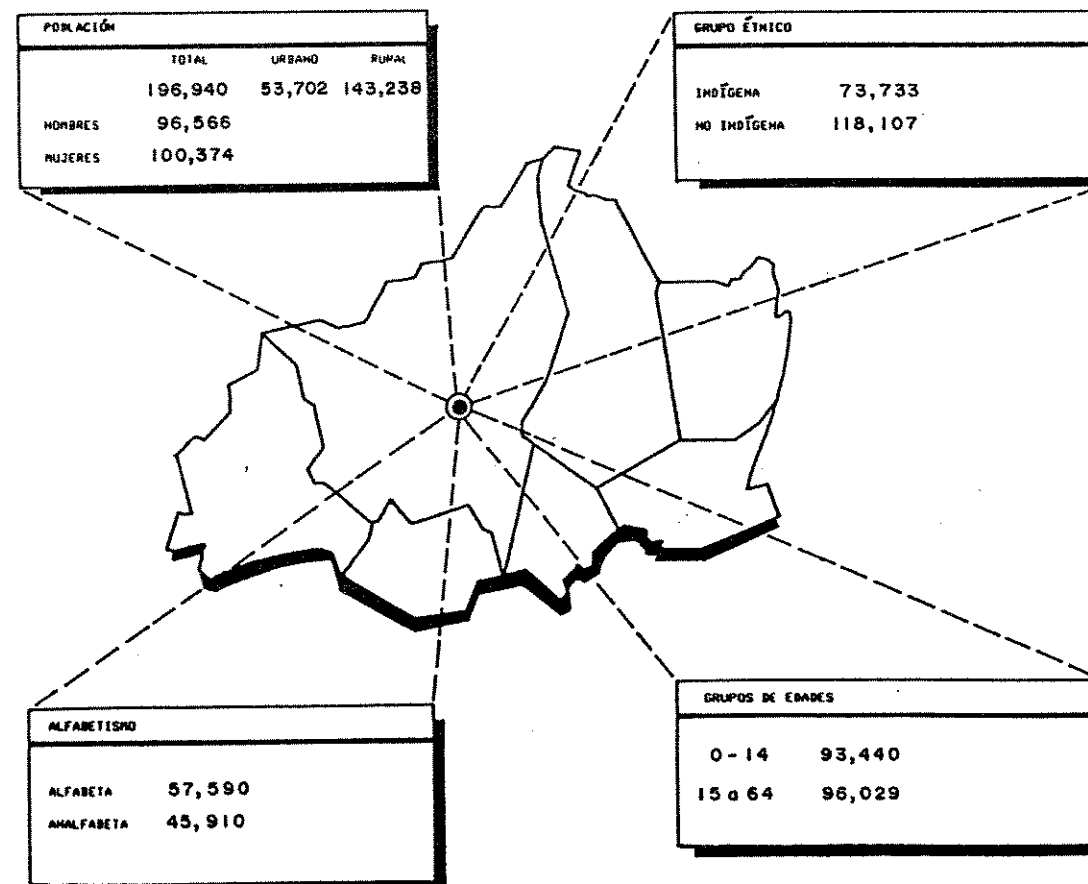 POBLACIÓN
TOTAL URBANO RURAL
196,940 53,702 143,238
HOMBRES 96,566
MUJERES 100,374
GRUPO ÉTNICO
INDÍGENA 73,733
NO INDÍGENA 118,107
ALFABETISMO
ALFABETA 57,590
ANALFABETA 45,910
GRUPOS DE EDADES
0-14 93,440
15 a 64 96,029